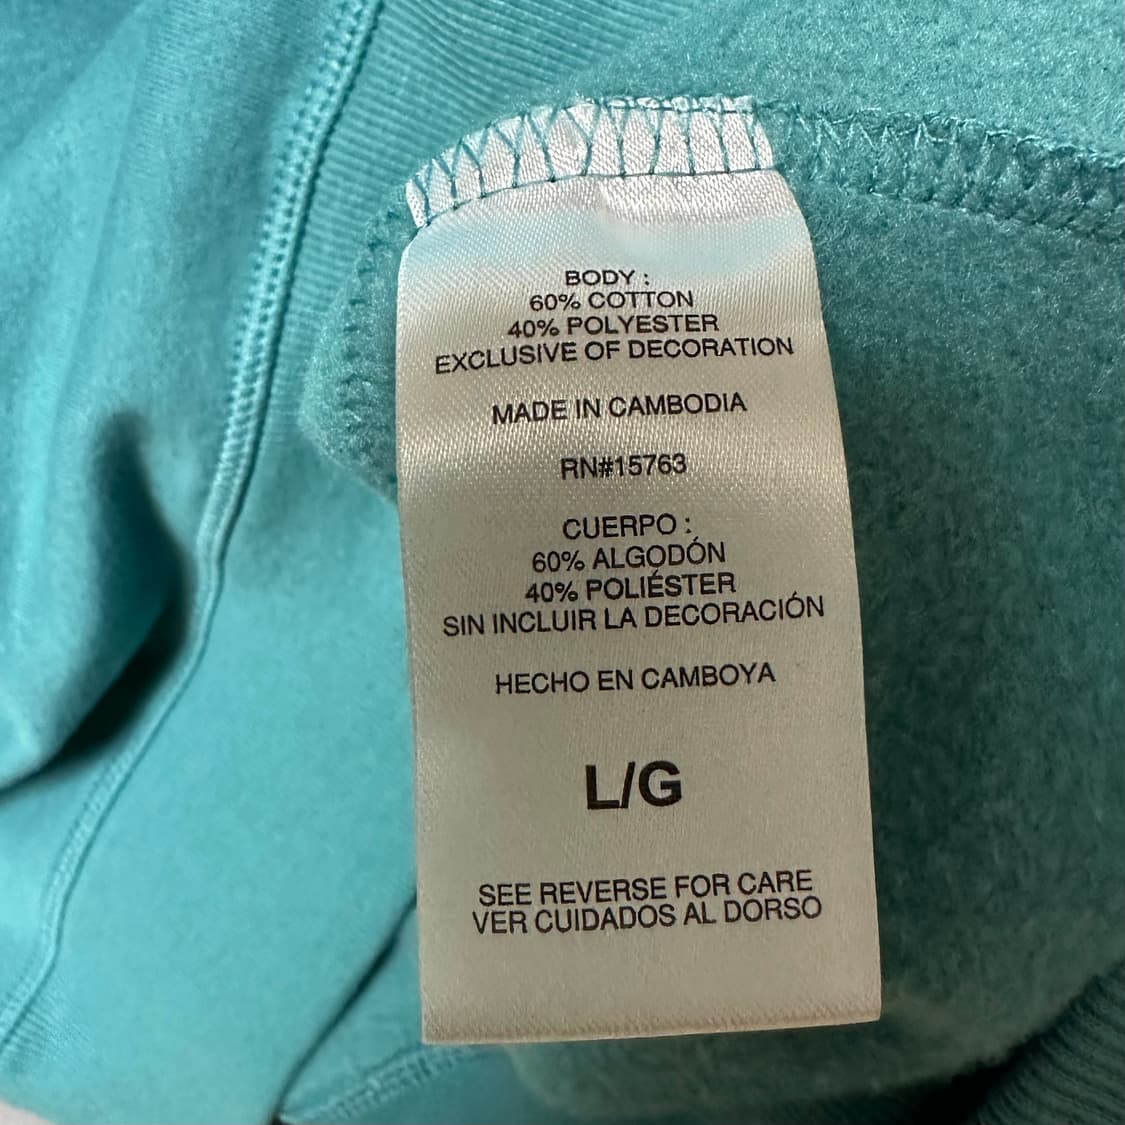 BODY :
60% COTTON
40% POLYESTER
EXCLUSIVE OF DECORATION
MADE IN CAMBODIA
RN#15763
CUERPO :
60% ALGODÓN
40% POLIÉSTER
SIN INCLUIR LA DECORACIÓN
HECHO EN CAMBOYA
L/G
SEE REVERSE FOR CARE
VER CUIDADOS AL DORSO